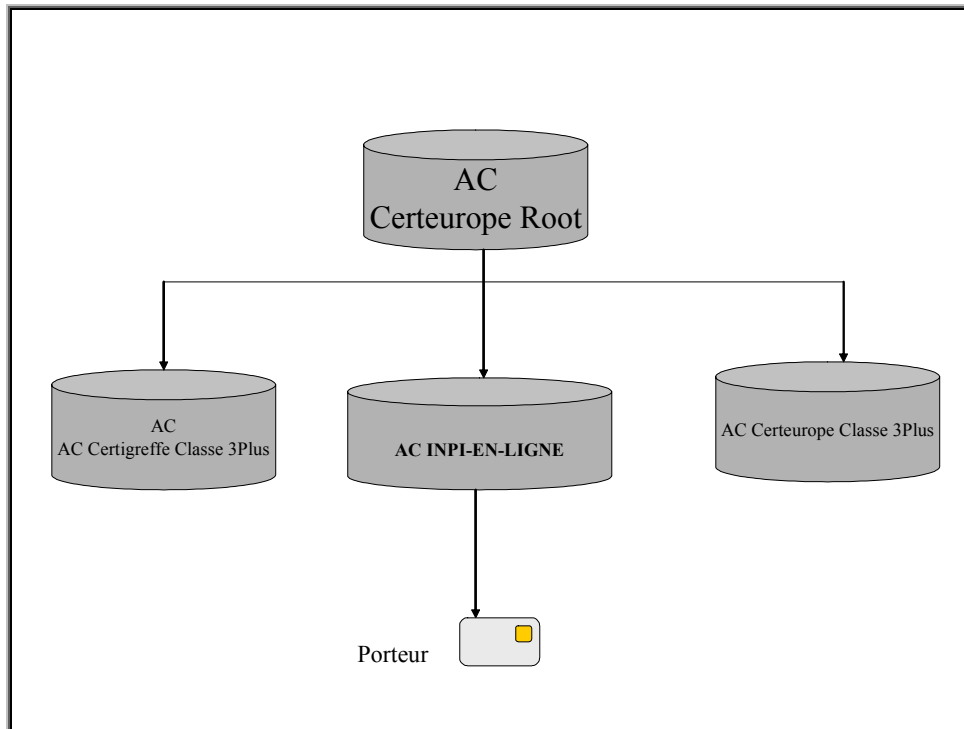 AC
Certeurope Root
AC
AC Certigreffe Classe 3Plus
AC INPI-EN-LIGNE
AC Certeurope Classe 3Plus
Porteur